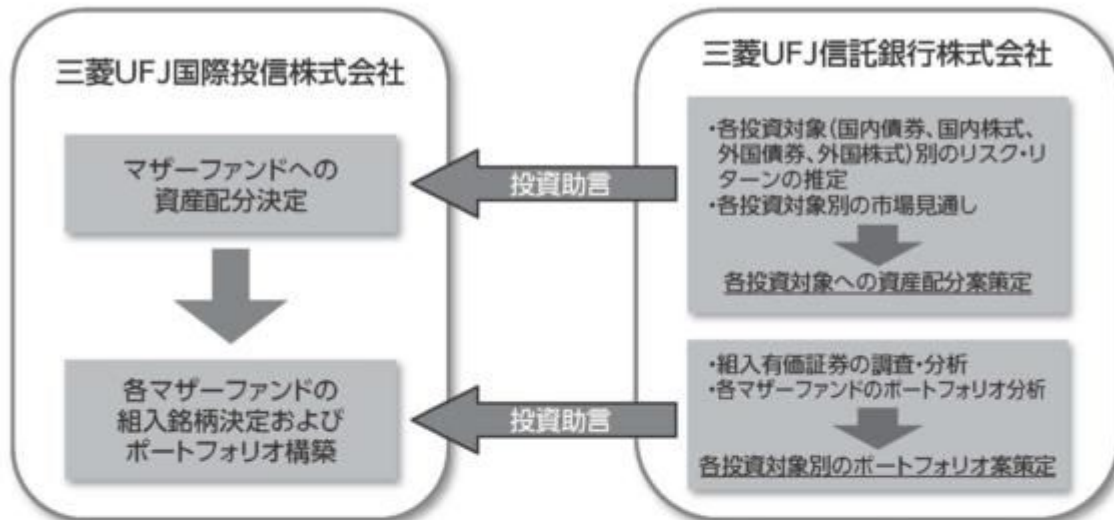 三菱UFJ国際投信株式会社
マザーファンドへの
資産配分決定
各マザーファンドの
組入銘柄決定および
ポートフォリオ構築
投資助言
投資助言
三菱UFJ信託銀行株式会社
・各投資対象(国内債券、国内株式、
外国債券、外国株式)別のリスク・リ
ターンの推定
・各投資対象別の市場見通し
各投資対象への資産配分案策定
・組入有価証券の調査・分析
・各マザーファンドのポートフォリオ分析
各投資対象別のポートフォリオ案策定